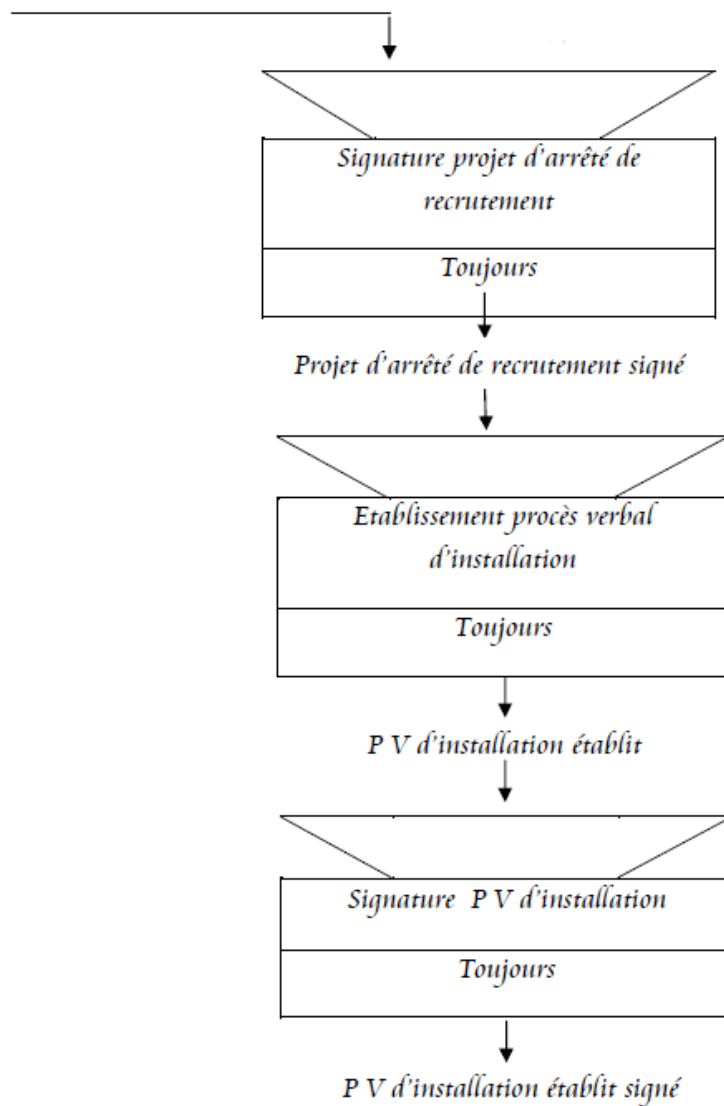 Signature projet d'arrêté de
recrutement
Toujours
Projet d'arrêté de recrutement signé
Etablissement procès verbal
d'installation
Toujours
P V d'installation établit
Signature P V d'installation
Toujours
P V d'installation établit signé